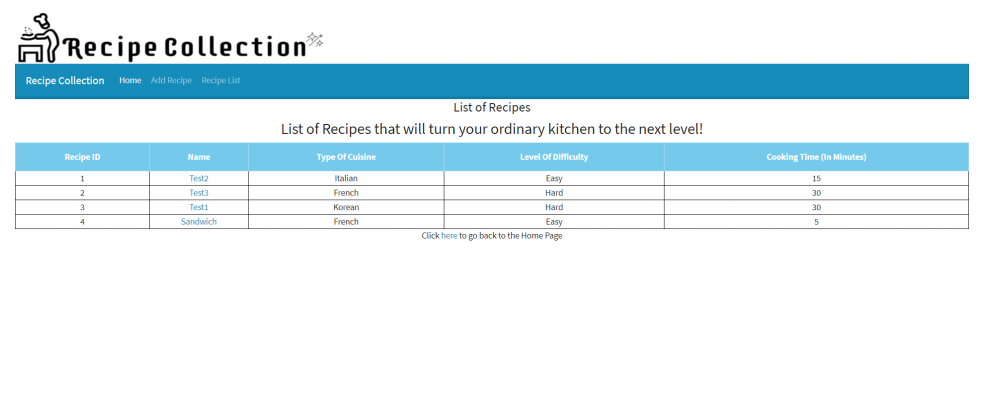 Recipe Collection
Recipe Collection Home Add Recipe Recipe List
List of Recipes
List of Recipes that will turn your ordinary kitchen to the next level!
Recipe ID Name Type Of Cuisine Level Of Difficulty Cooking Time (In Minutes)
1 Test2 Italian Easy 15
2 Test3 French Hard 30
3 Test1 Korean Hard 30
4 Sandwich French Easy 5
Click here to go back to the Home Page